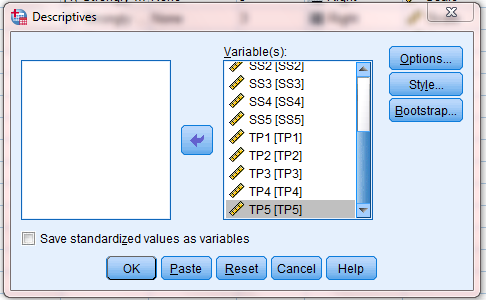 Descriptives
Variable(s):
SS2 [SS2]
SS3 [SS3]
SS4 [SS4]
SS5 [SS5]
TP1 [TP1]
TP2 [TP2]
TP3 [TP3]
TP4 [TP4]
TP5 [TP5]
Options...
Style...
Bootstrap...
Save standardized values as variables
OK
Paste
Reset
Cancel
Help